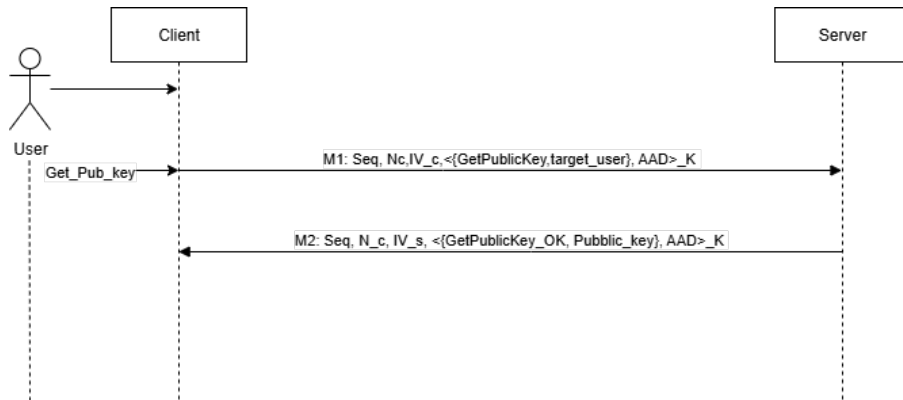 Client
Server
User
M1: Seq, Nc,IV_c,<{GetPublicKey,target_user}, AAD>_K
Get_Pub_key
M2: Seq, N_c, IV_s, <{GetPublicKey_OK, Pubblic_key}, AAD>_K